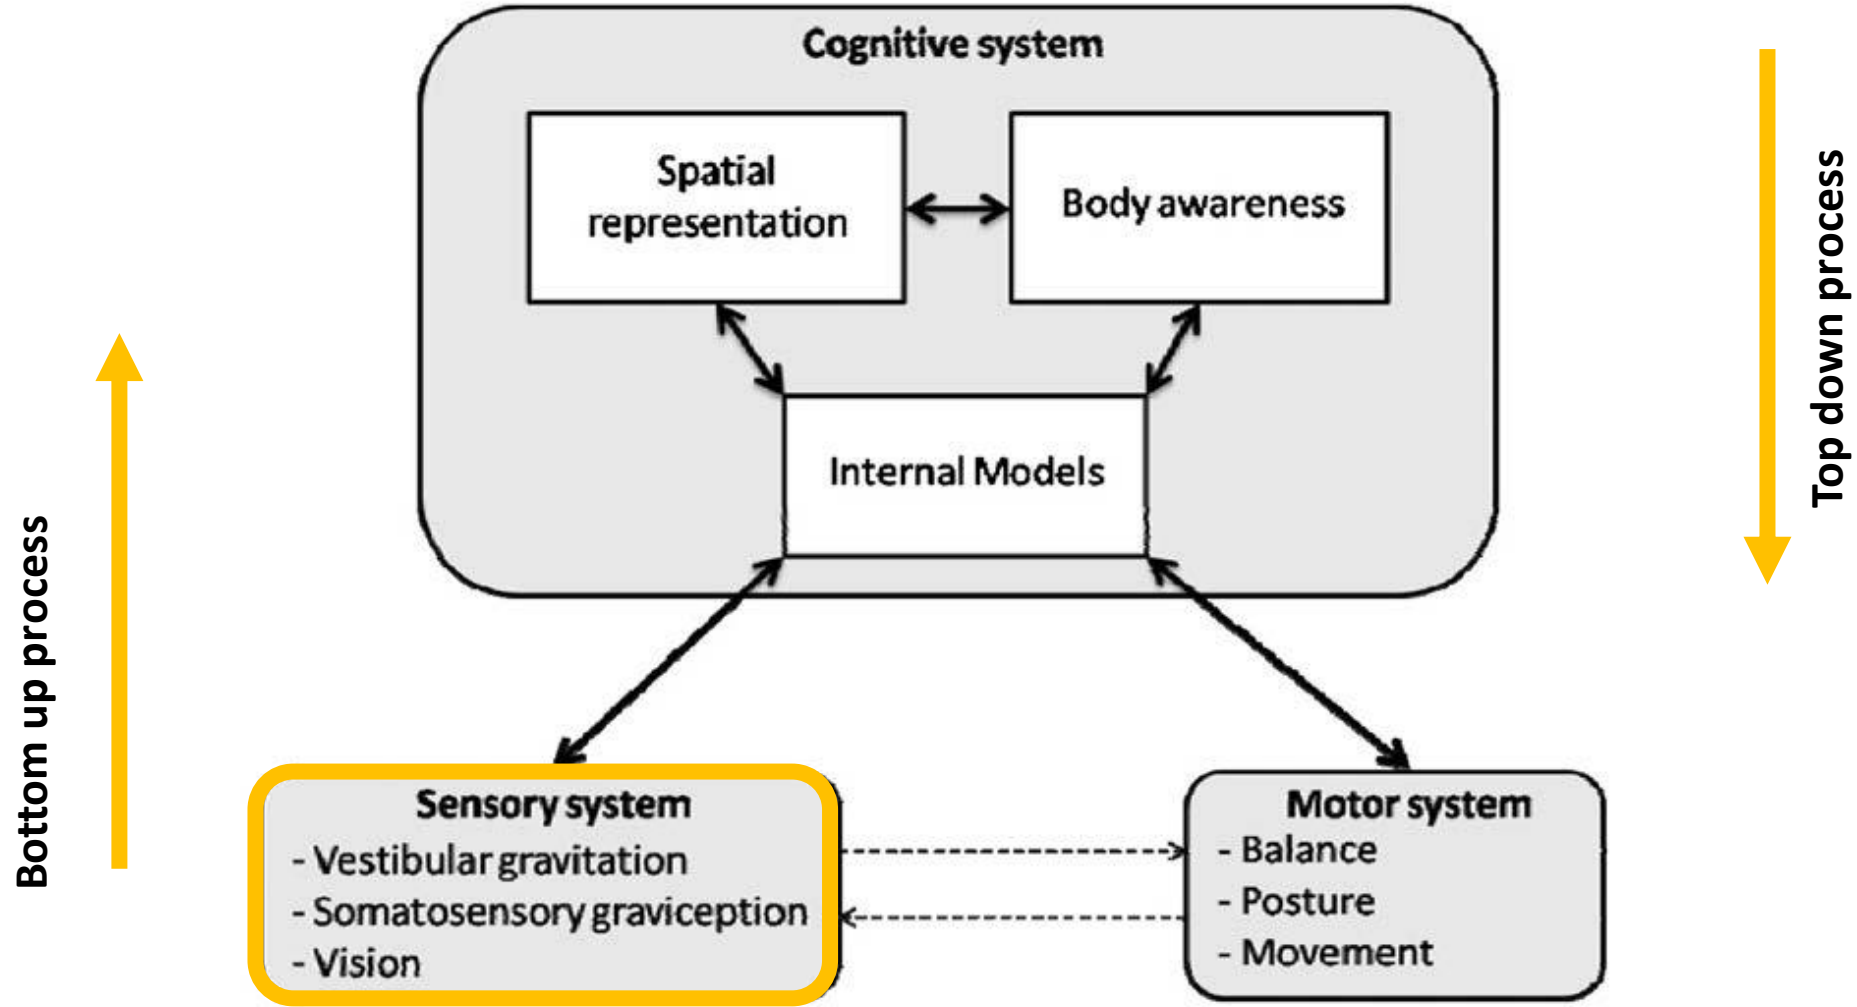 Cognitive system
Spatial
representation
Body awareness
Internal Models
Bottom up process
Top down process
Sensory system
- Vestibular gravitation
- Somatosensory graviception
- Vision
Motor system
- Balance
- Posture
- Movement